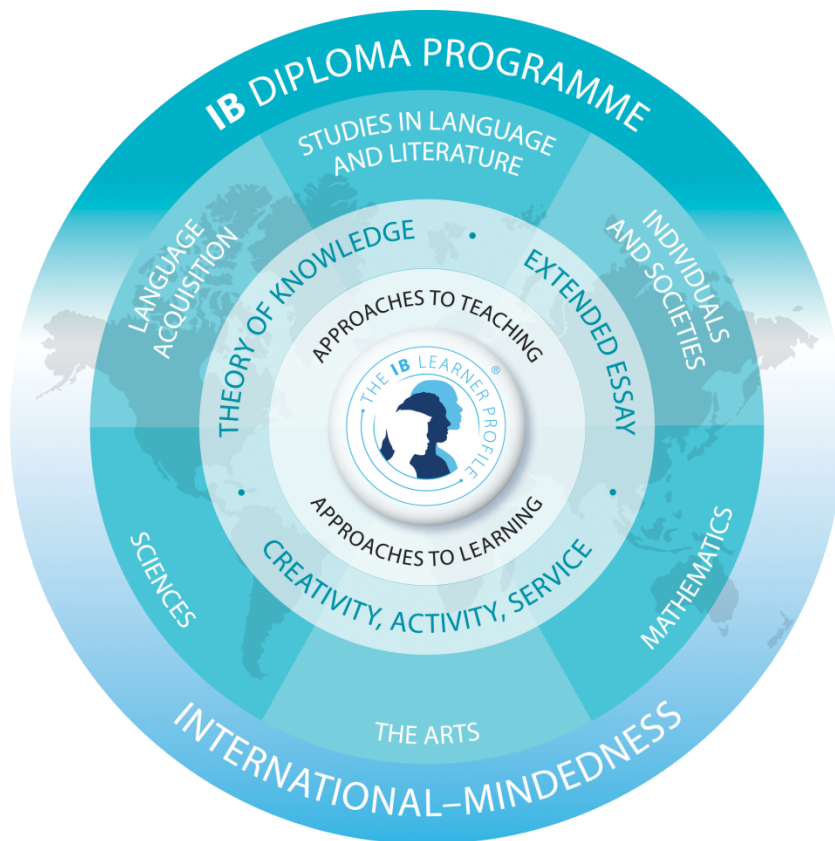 IB DIPLOMA PROGRAMME
STUDIES IN LANGUAGE
AND LITERATURE
LANGUAGE
ACQUISITION
INDIVIDUALS
AND SOCIETIES
THEORY OF KNOWLEDGE
EXTENDED ESSAY
APPROACHES TO TEACHING
THE IB LEARNER PROFILE ®
APPROACHES TO LEARNING
CREATIVITY, ACTIVITY, SERVICE
SCIENCES
MATHEMATICS
THE ARTS
INTERNATIONAL–MINDEDNESS